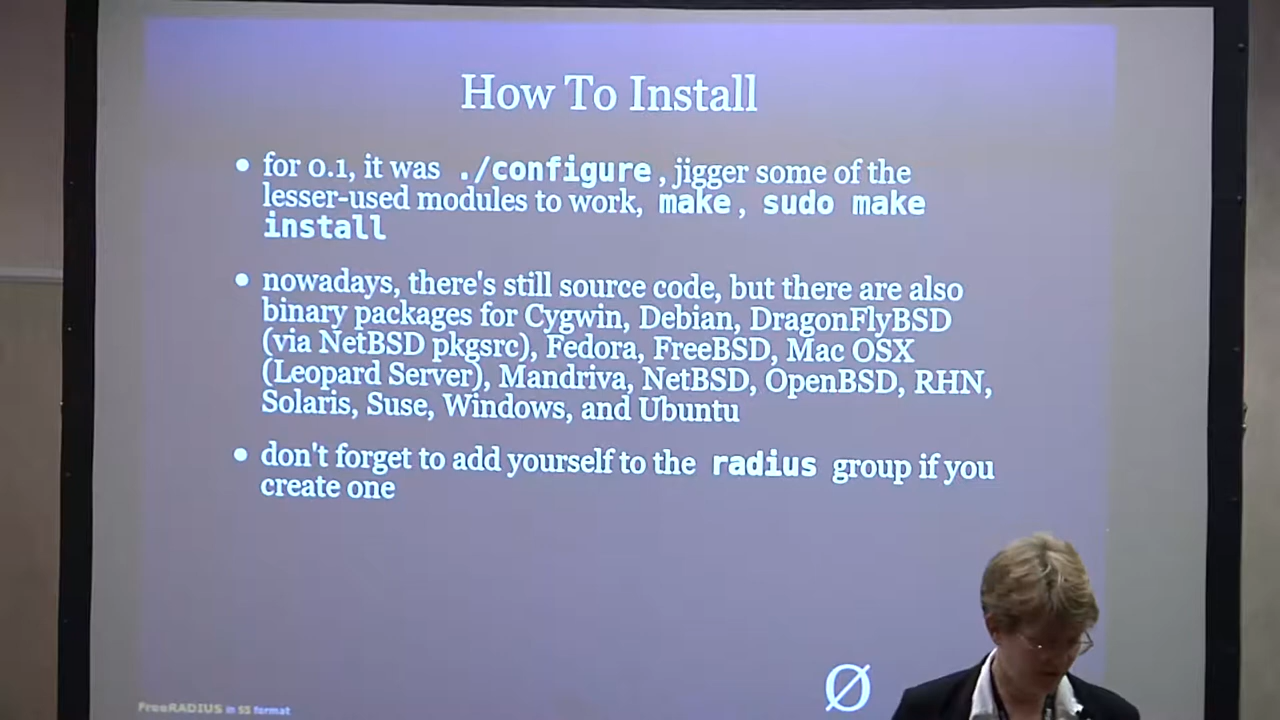 How To Install
• for 0.1, it was ./configure, jigger some of the
lesser-used modules to work, make, sudo make
install
• nowadays, there's still source code, but there are also
binary packages for Cygwin, Debian, DragonFlyBSD
(via NetBSD pkgsrc), Fedora, FreeBSD, Mac OSX
(Leopard Server), Mandriva, NetBSD, OpenBSD, RHN,
Solaris, Suse, Windows, and Ubuntu
• don't forget to add yourself to the radius group if you
create one
Ø
FreeRADIUS in S5 format